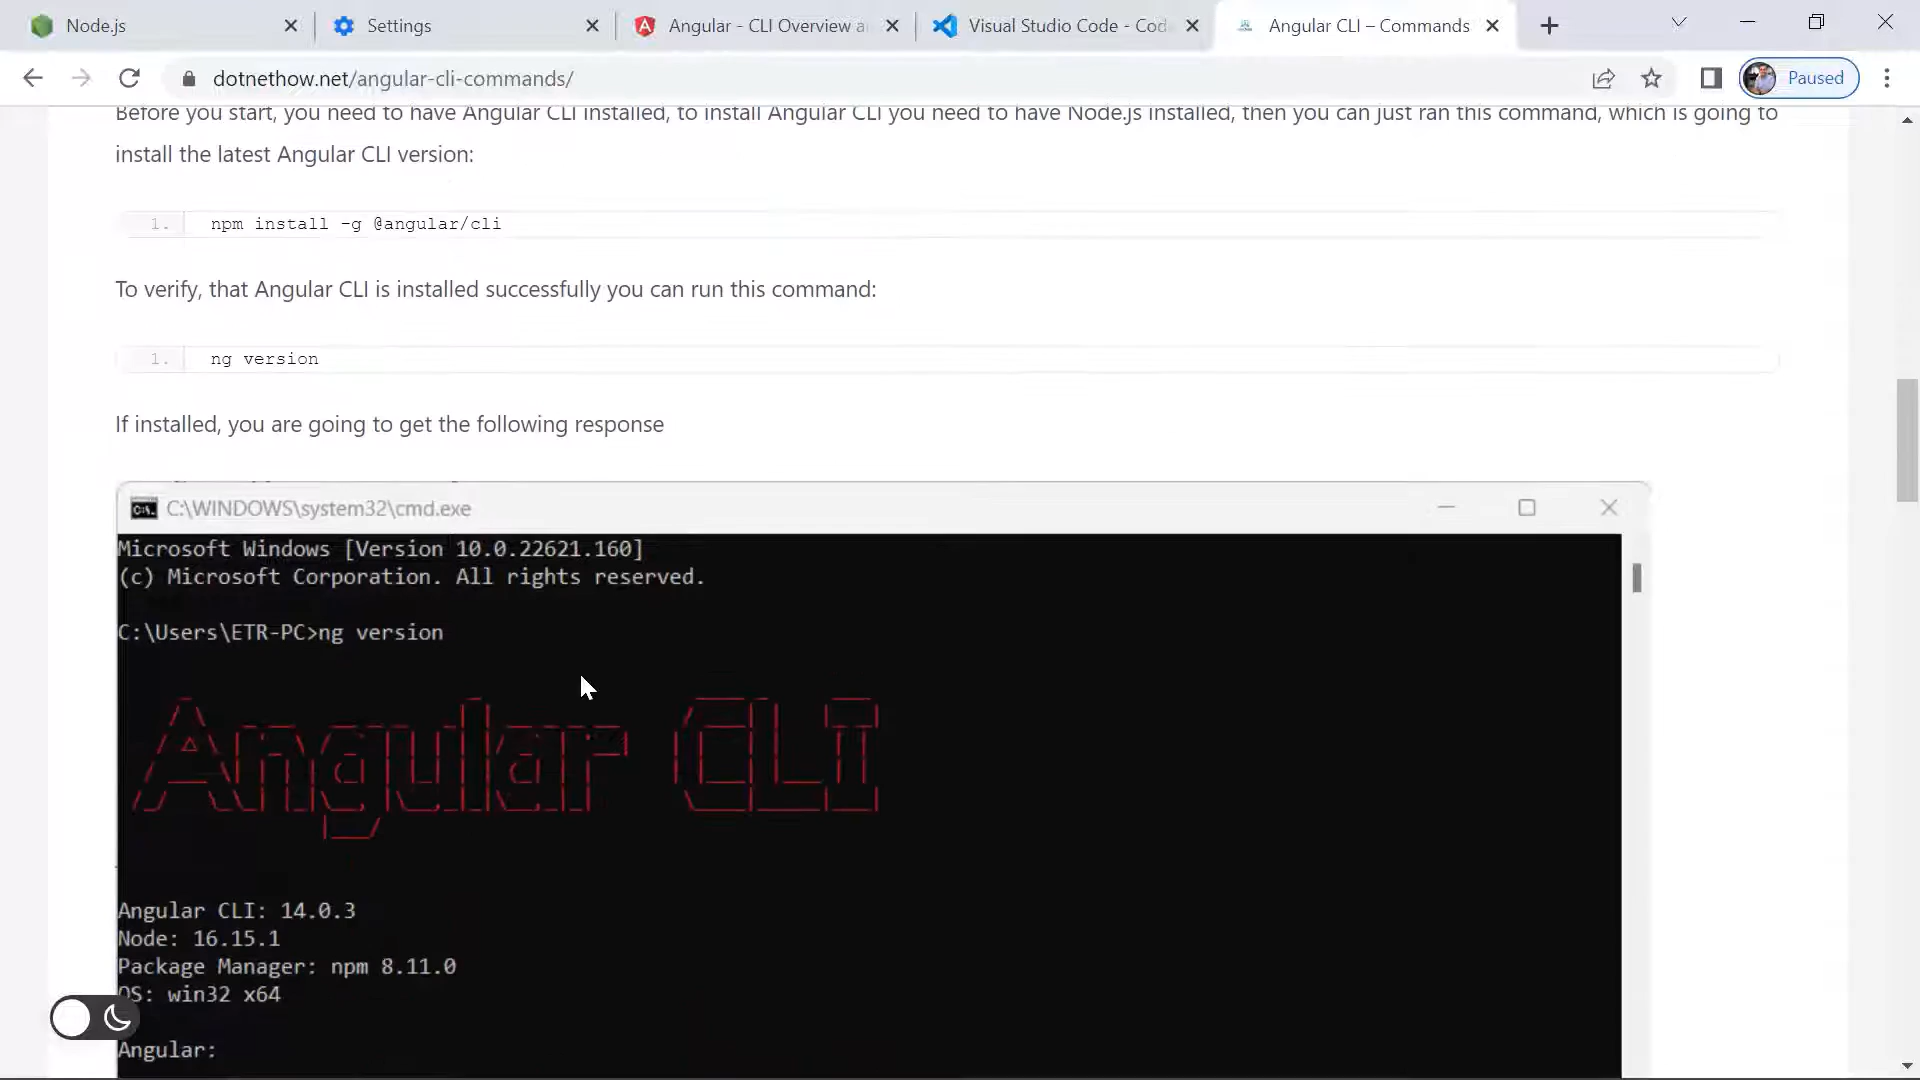 Node.js
Settings
Angular - CLI Overview a
Visual Studio Code - Cod
Angular CLI – Commands
dotnethow.net/angular-cli-commands/
Paused
Before you start, you need to have Angular CLI installed, to install Angular CLI you need to have Node.js installed, then you can just ran this command, which is going to
install the latest Angular CLI version:
1. npm install -g @angular/cli
To verify, that Angular CLI is installed successfully you can run this command:
1. ng version
If installed, you are going to get the following response
C:\WINDOWS\system32\cmd.exe
Microsoft Windows [Version 10.0.22621.160]
(c) Microsoft Corporation. All rights reserved.
C:\Users\ETR-PC>ng version
Angular CLI
Angular CLI: 14.0.3
Node: 16.15.1
Package Manager: npm 8.11.0
OS: win32 x64
Angular: